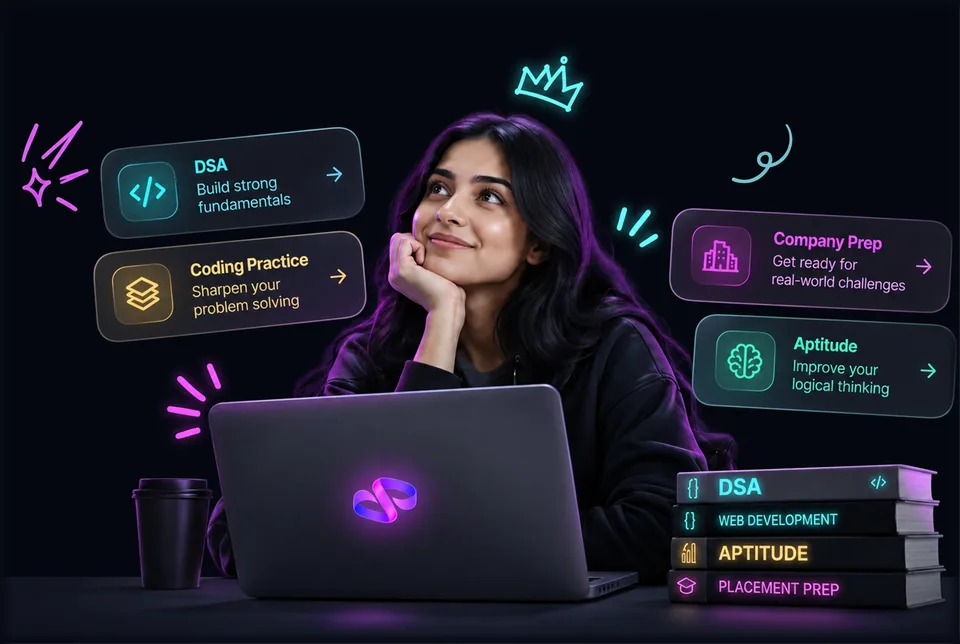 DSA
Build strong
fundamentals
Coding Practice
Sharpen your
problem solving
Company Prep
Get ready for
real-world challenges
Aptitude
Improve your
logical thinking
DSA
WEB DEVELOPMENT
APTITUDE
PLACEMENT PREP